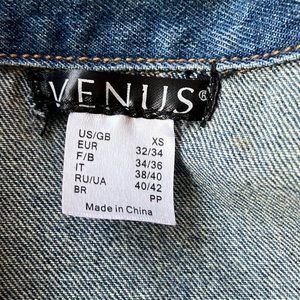 VENUS®
US/GB XS
EUR 32/34
F/B 34/36
IT 38/40
RU/UA 40/42
BR PP
Made in China